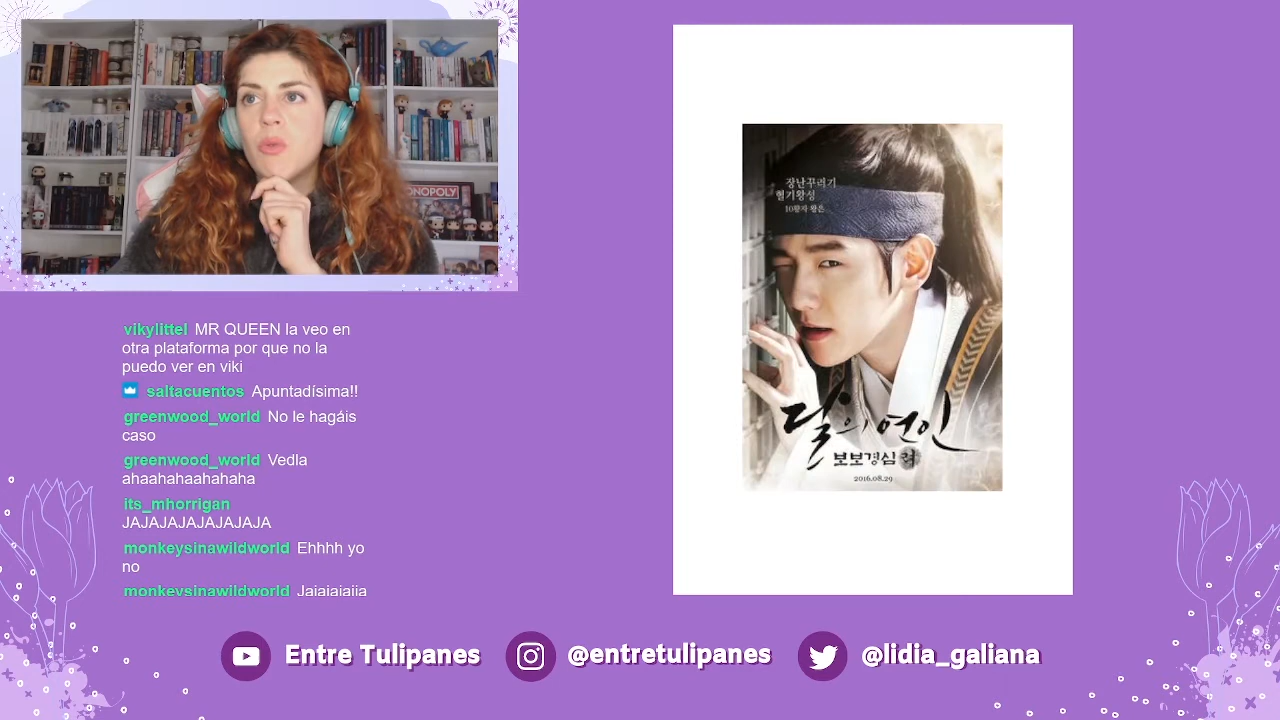 MONOPOLY
vikylittel MR QUEEN la veo en
otra plataforma por que no la
puedo ver en viki
saltacuentos Apuntadísima!!
greenwood_world No le hagáis
caso
greenwood_world Vedla
ahaahahaahahaha
its_mhorrigan
JAJAJAJAJAJAJAJA
monkeysinawildworld Ehhhh yo
no
monkeysinawildworld Jajajajajja
장난꾸러기
헐기왕성
10황자 왕은
달의 연인
보보경심 려
2016.08.29
Entre Tulipanes
@entretulipanes
@lidia_galiana